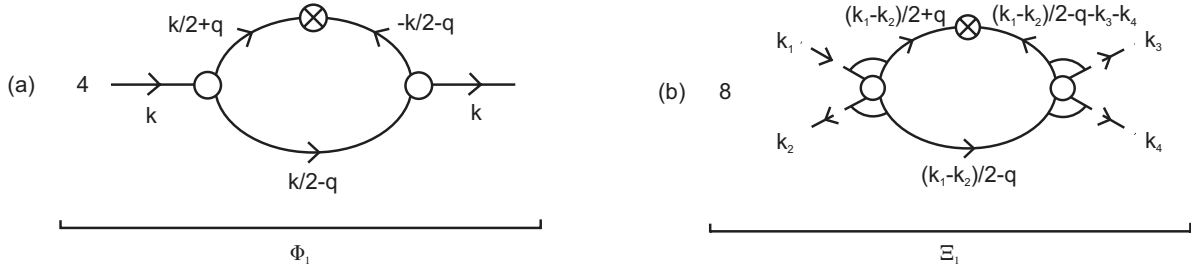 k/2+q
-k/2-q
(a)
4
k
k
k/2-q
Φ₁
(k₁-k₂)/2+q
(k₁-k₂)/2-q-k₃-k₄
k₁
k₃
(b)
8
k₂
k₄
(k₁-k₂)/2-q
Ξ₁